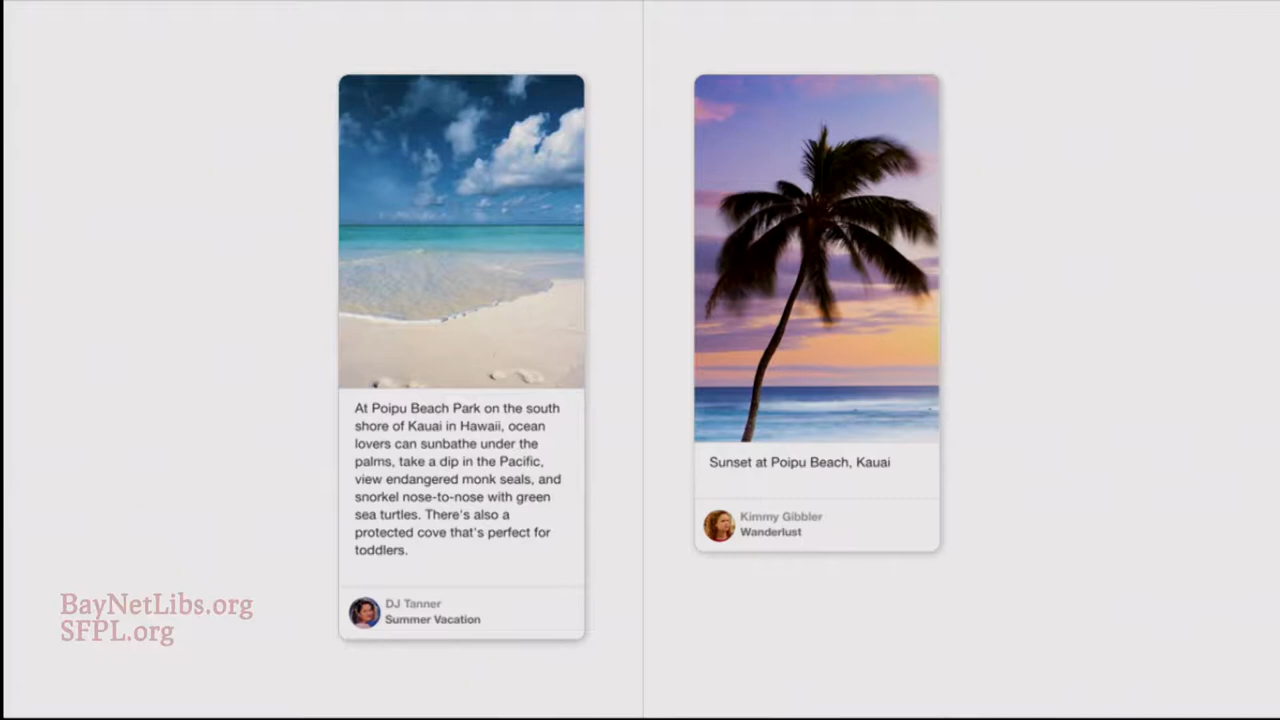 At Poipu Beach Park on the south
shore of Kauai in Hawaii, ocean
lovers can sunbathe under the
palms, take a dip in the Pacific,
view endangered monk seals, and
snorkel nose-to-nose with green
sea turtles. There's also a
protected cove that's perfect for
toddlers.
DJ Tanner
Summer Vacation
Sunset at Poipu Beach, Kauai
Kimmy Gibbler
Wanderlust
BayNetLibs.org
SFPL.org